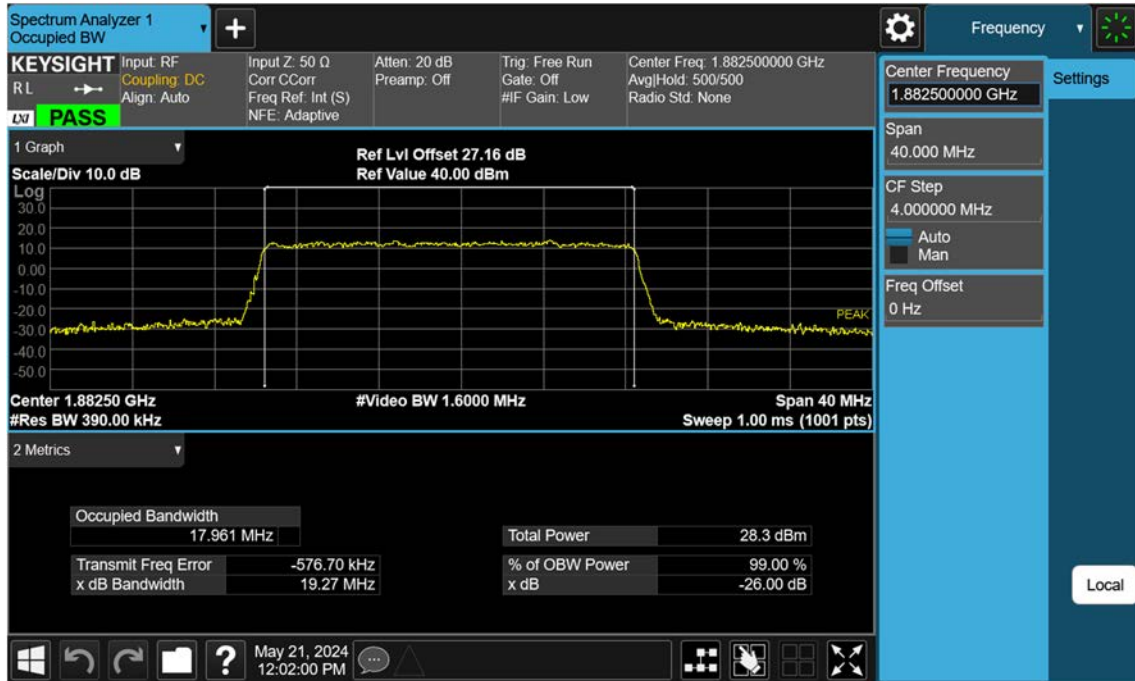 Spectrum Analyzer 1
Occupied BW
Frequency
KEYSIGHT
R L
LXI
PASS
Input: RF
Coupling: DC
Align: Auto
Input Z: 50 Ω
Corr CCorr
Freq Ref: Int (S)
NFE: Adaptive
Atten: 20 dB
Preamp: Off
Trig: Free Run
Gate: Off
#IF Gain: Low
Center Freq: 1.882500000 GHz
Avg|Hold: 500/500
Radio Std: None
1 Graph
Scale/Div 10.0 dB
Ref Lvl Offset 27.16 dB
Ref Value 40.00 dBm
Log
30.0
20.0
10.0
0.00
-10.0
-20.0
-30.0
-40.0
-50.0
PEAK
Center 1.88250 GHz
#Video BW 1.6000 MHz
Span 40 MHz
#Res BW 390.00 kHz
Sweep 1.00 ms (1001 pts)
2 Metrics
Occupied Bandwidth
17.961 MHz
Total Power 28.3 dBm
Transmit Freq Error -576.70 kHz
% of OBW Power 99.00 %
x dB Bandwidth 19.27 MHz
x dB -26.00 dB
?
May 21, 2024
12:02:00 PM
Center Frequency
1.882500000 GHz
Settings
Span
40.000 MHz
CF Step
4.000000 MHz
Auto
Man
Freq Offset
0 Hz
Local